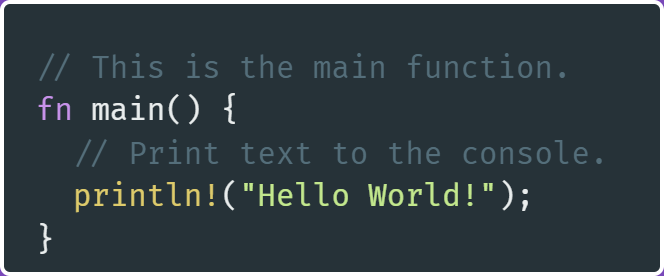 // This is the main function.
fn main() {
  // Print text to the console.
  println!("Hello World!");
}